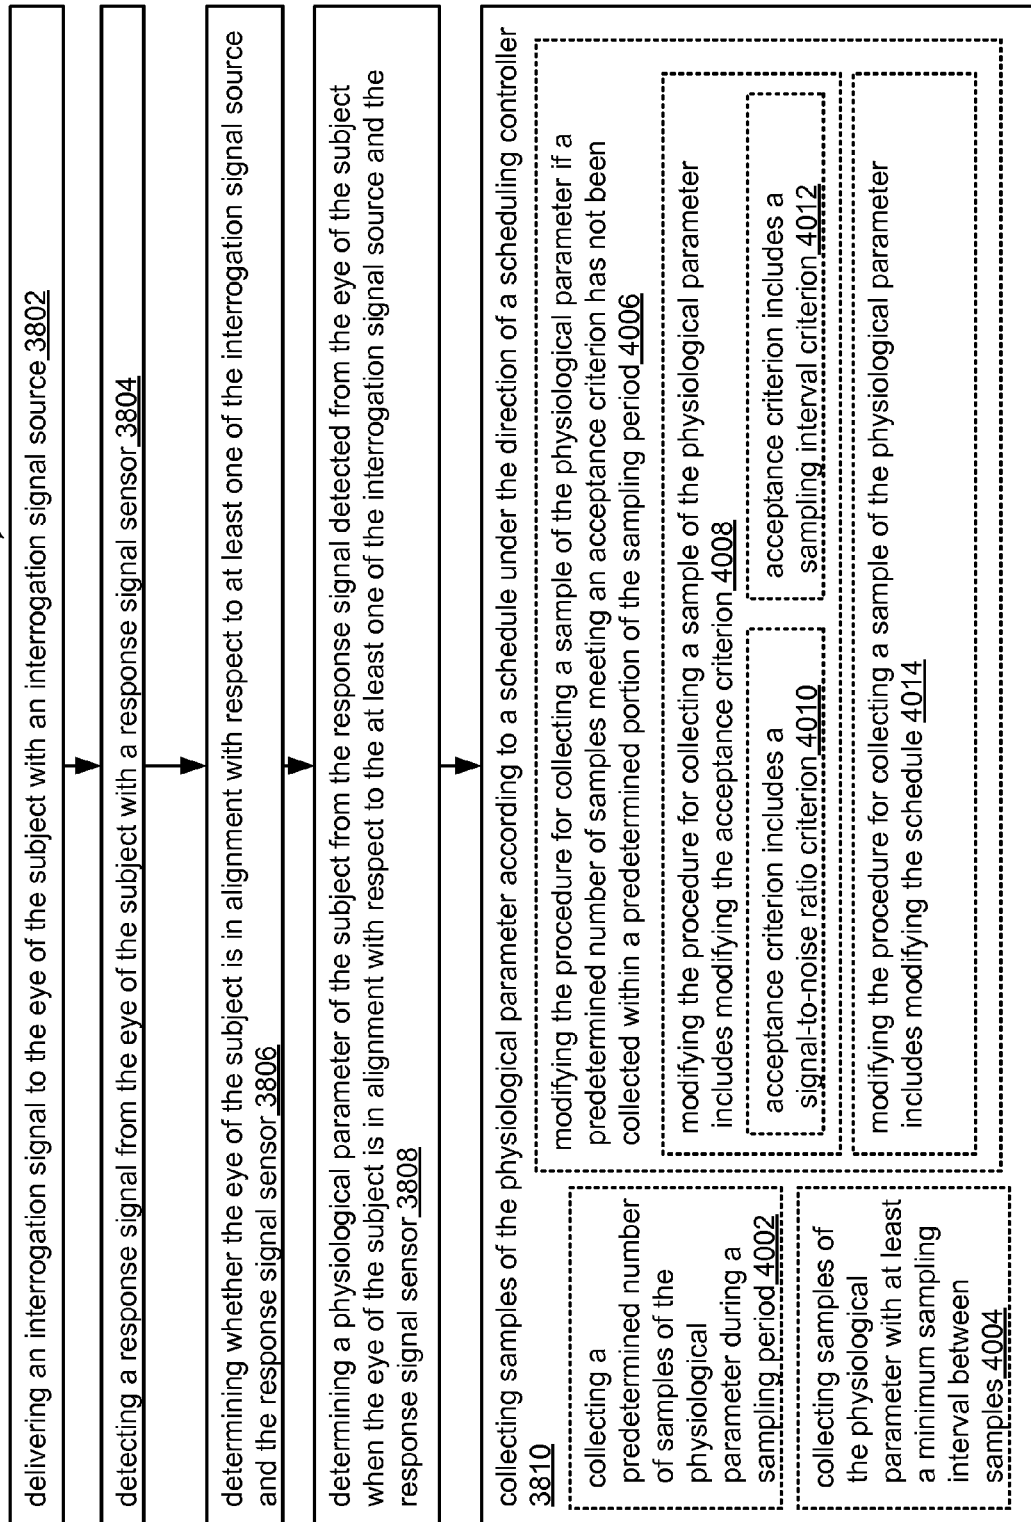 delivering an interrogation signal to the eye of the subject with an interrogation signal source 3802
detecting a response signal from the eye of the subject with a response signal sensor 3804
determining whether the eye of the subject is in alignment with respect to at least one of the interrogation signal source
and the response signal sensor 3806
determining a physiological parameter of the subject from the response signal detected from the eye of the subject
when the eye of the subject is in alignment with respect to the at least one of the interrogation signal source and the
response signal sensor 3808
collecting samples of the physiological parameter according to a schedule under the direction of a scheduling controller
3810
collecting a
predetermined number
of samples of the
physiological
parameter during a
sampling period 4002
collecting samples of
the physiological
parameter with at least
a minimum sampling
interval between
samples 4004
modifying the procedure for collecting a sample of the physiological parameter if a
predetermined number of samples meeting an acceptance criterion has not been
collected within a predetermined portion of the sampling period 4006
modifying the procedure for collecting a sample of the physiological parameter
includes modifying the acceptance criterion 4008
acceptance criterion includes a
signal-to-noise ratio criterion 4010
acceptance criterion includes a
sampling interval criterion 4012
modifying the procedure for collecting a sample of the physiological parameter
includes modifying the schedule 4014